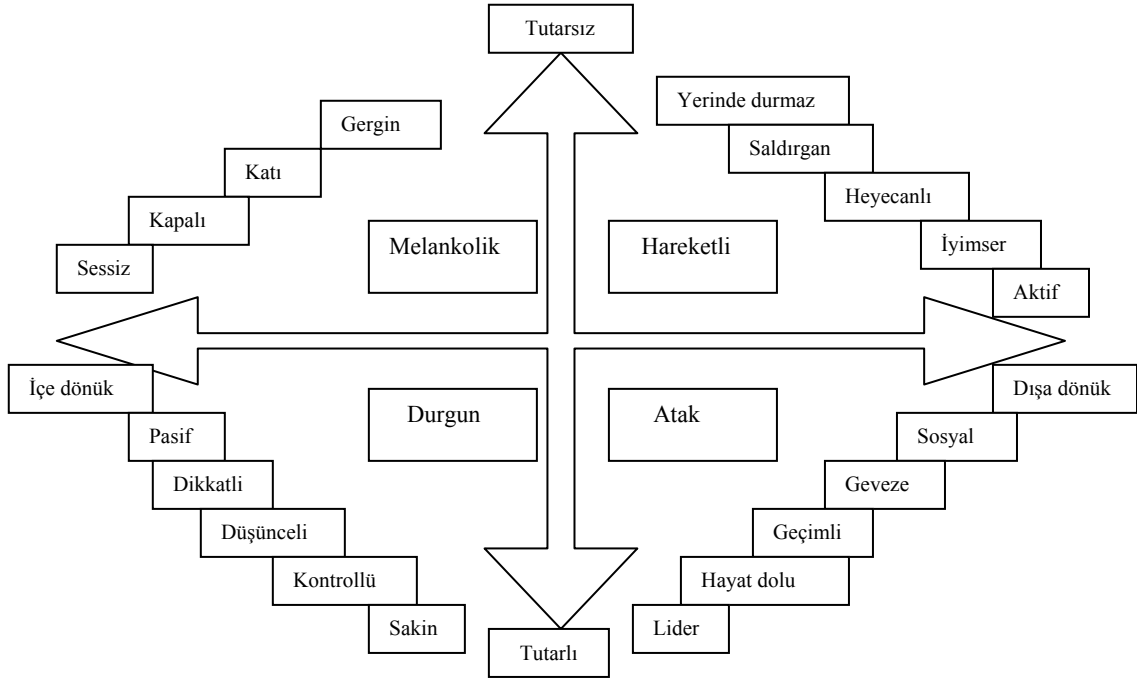 Tutarsız
Yerinde durmaz
Gergin
Saldırgan
Katı
Heyecanlı
Kapalı
Melankolik
Hareketli
İyimser
Sessiz
Aktif
İçe dönük
Dışa dönük
Durgun
Atak
Pasif
Sosyal
Dikkatli
Geveze
Düşünceli
Geçimli
Kontrollü
Hayat dolu
Sakin
Lider
Tutarlı